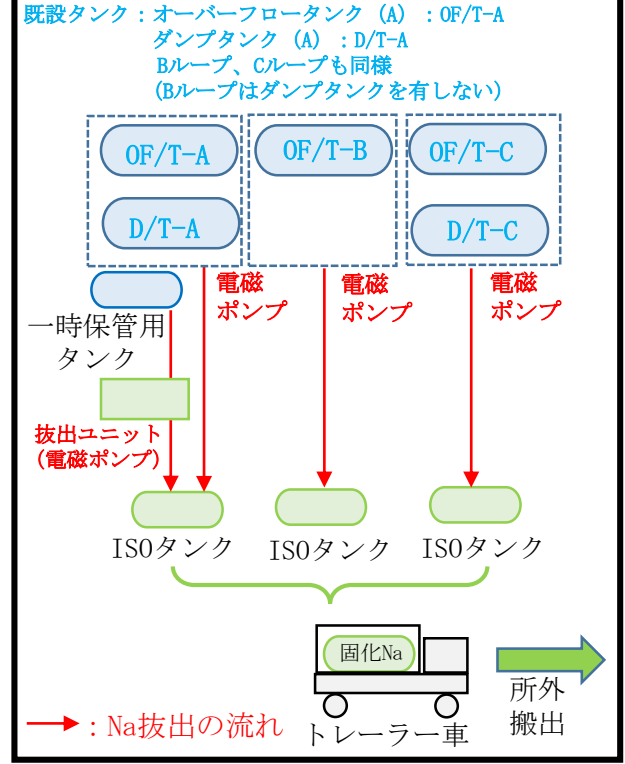 既設タンク：オーバーフロータンク（A）：OF/T-A
ダンプタンク（A）：D/T-A
Bループ、Cループも同様
（Bループはダンプタンクを有しない）
OF/T-A
OF/T-B
OF/T-C
D/T-A
D/T-C
電磁
ポンプ
電磁
ポンプ
電磁
ポンプ
一時保管用
タンク
抜出ユニット
（電磁ポンプ）
ISOタンク
ISOタンク
ISOタンク
固化Na
所外
搬出
トレーラー車
：Na抜出の流れ